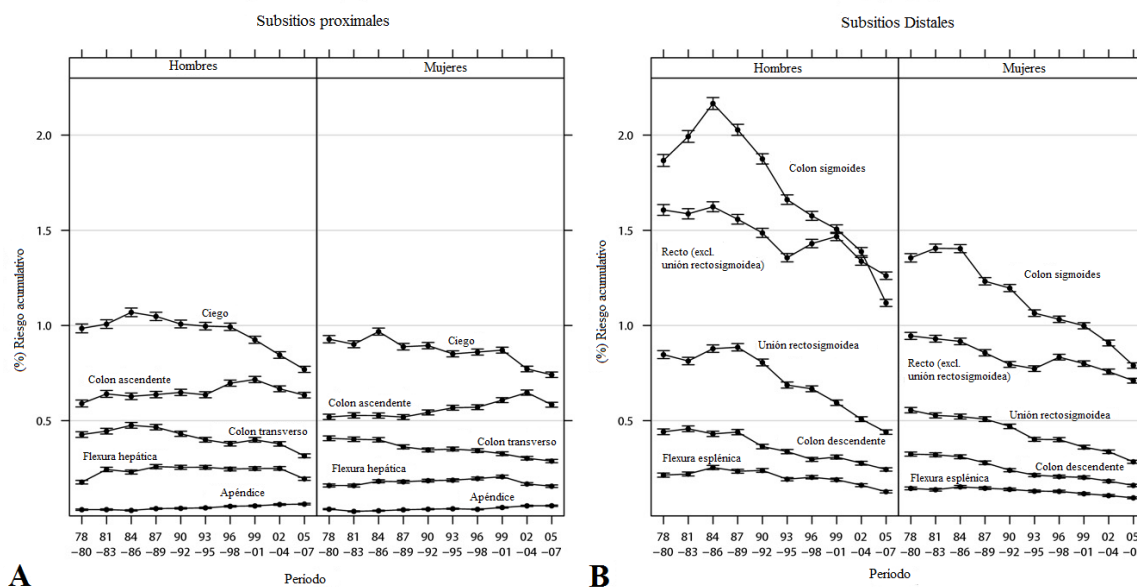 Subsitios proximales
Hombres
Mujeres
(%) Riesgo acumulativo
2.0
1.5
1.0
0.5
Ciego
Colon ascendente
Colon transverso
Flexura hepática
Apéndice
Ciego
Colon ascendente
Colon transverso
Flexura hepática
Apéndice
78 81 84 87 90 93 96 99 02 05 78 81 84 87 90 93 96 99 02 05
–80 –83 –86 –89 –92 –95 –98 –01 –04 –07 –80 –83 –86 –89 –92 –95 –98 –01 –04 –07
Periodo
A
Subsitios Distales
Hombres
Mujeres
(%) Riesgo acumulativo
2.0
1.5
1.0
0.5
Colon sigmoides
Recto (excl.
unión rectosigmoidea)
Unión rectosigmoidea
Colon descendente
Flexura esplénica
Colon sigmoides
Recto (excl.
unión rectosigmoidea)
Unión rectosigmoidea
Colon descendente
Flexura esplénica
78 81 84 87 90 93 96 99 02 05 78 81 84 87 90 93 96 99 02 05
–80 –83 –86 –89 –92 –95 –98 –01 –04 –07 –80 –83 –86 –89 –92 –95 –98 –01 –04 –0
Periodo
B